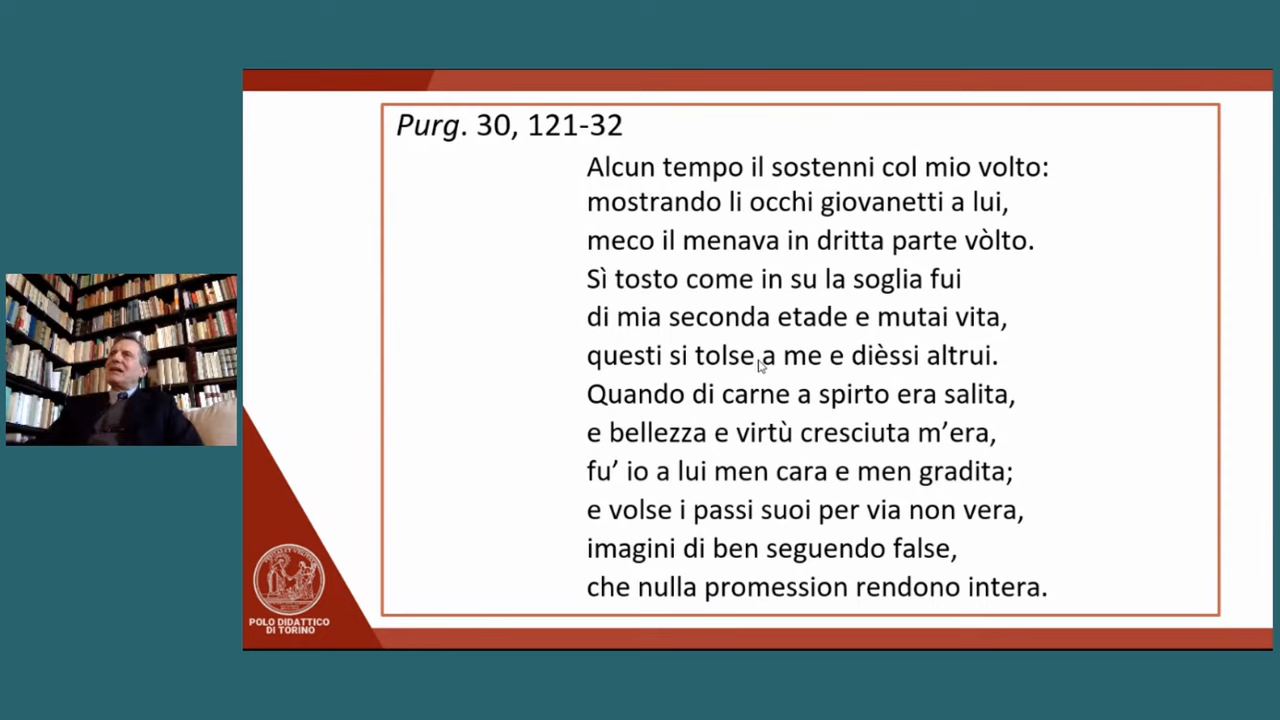 Purg. 30, 121-32
Alcun tempo il sostenni col mio volto:
mostrando li occhi giovanetti a lui,
meco il menava in dritta parte vòlto.
Sì tosto come in su la soglia fui
di mia seconda etade e mutai vita,
questi si tolse a me e dièssi altrui.
Quando di carne a spirto era salita,
e bellezza e virtù cresciuta m’era,
fu’ io a lui men cara e men gradita;
e volse i passi suoi per via non vera,
imagini di ben seguendo false,
che nulla promession rendono intera.
POLO DIDATTICO
DI TORINO